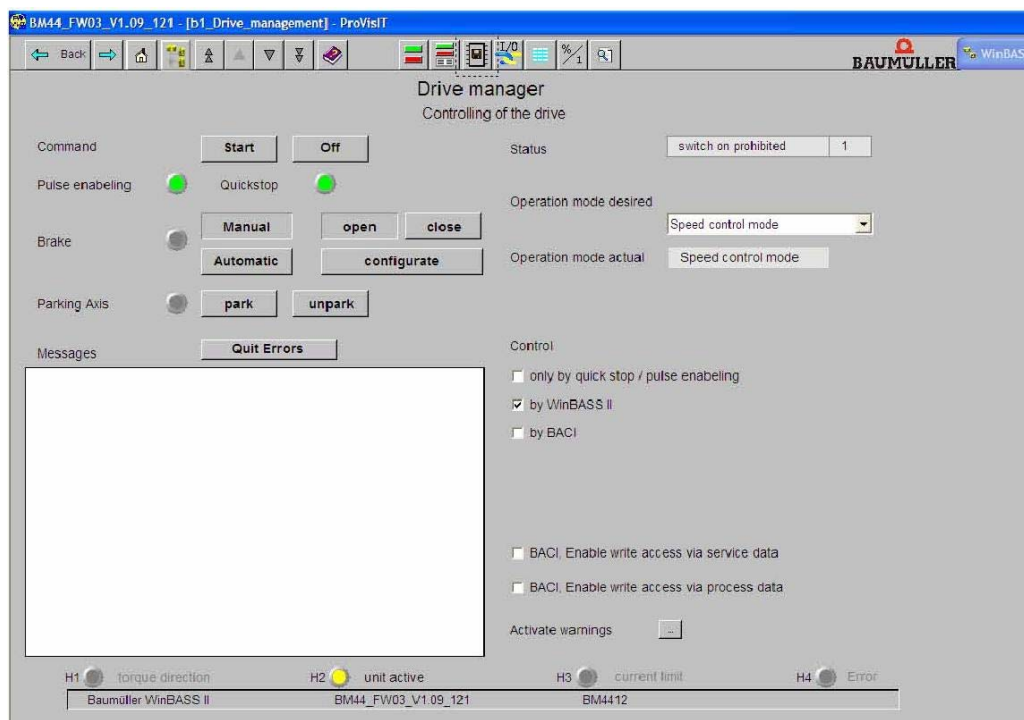 BM44_FW03_V1.09_121 - [b1_Drive_management] - ProVisIT
Back
I/O
%/1
BAUMÜLLER
WinBAS
Drive manager
Controlling of the drive
Command
Start
Off
Status
switch on prohibited
1
Pulse enabeling
Quickstop
Operation mode desired
Speed control mode
Brake
Manual
open
close
Automatic
configurate
Operation mode actual
Speed control mode
Parking Axis
park
unpark
Messages
Quit Errors
Control
only by quick stop / pulse enabeling
by WinBASS II
by BACI
BACI, Enable write access via service data
BACI, Enable write access via process data
Activate warnings
..
H1
torque direction
H2
unit active
H3
current limit
H4
Error
Baumüller WinBASS II
BM44_FW03_V1.09_121
BM4412